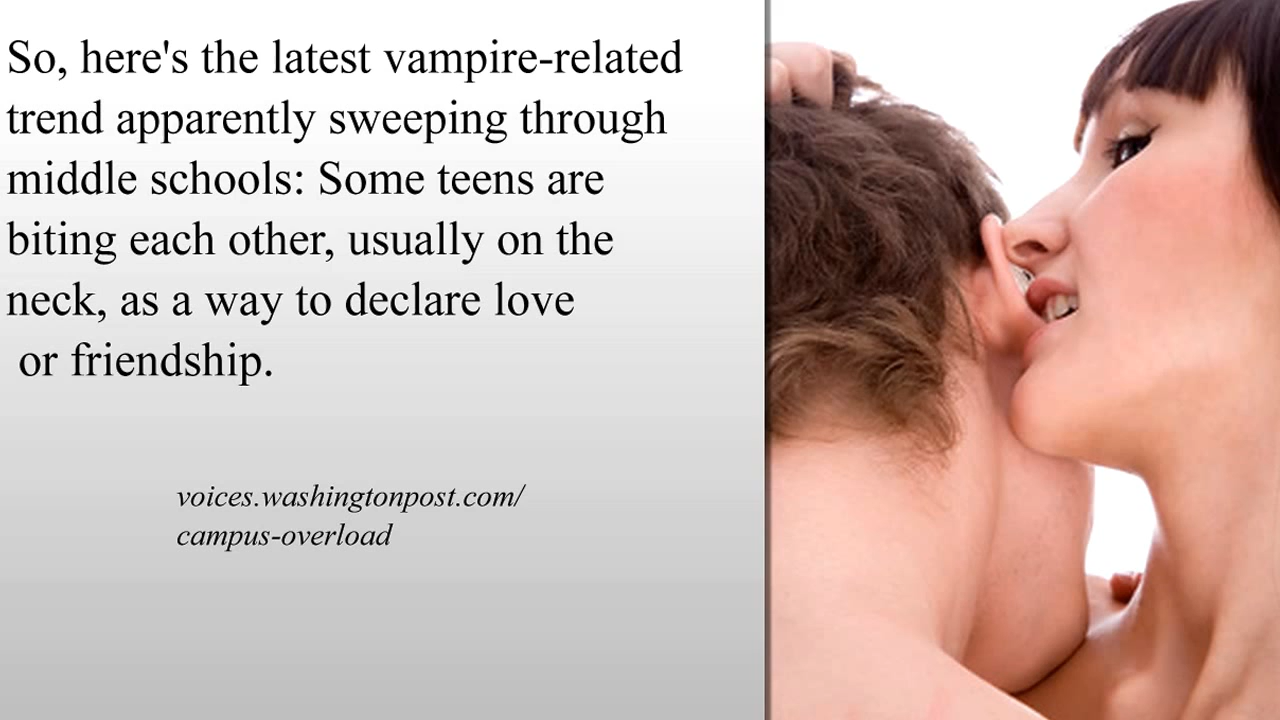 So, here's the latest vampire-related
trend apparently sweeping through
middle schools: Some teens are
biting each other, usually on the
neck, as a way to declare love
or friendship.
voices.washingtonpost.com/
campus-overload